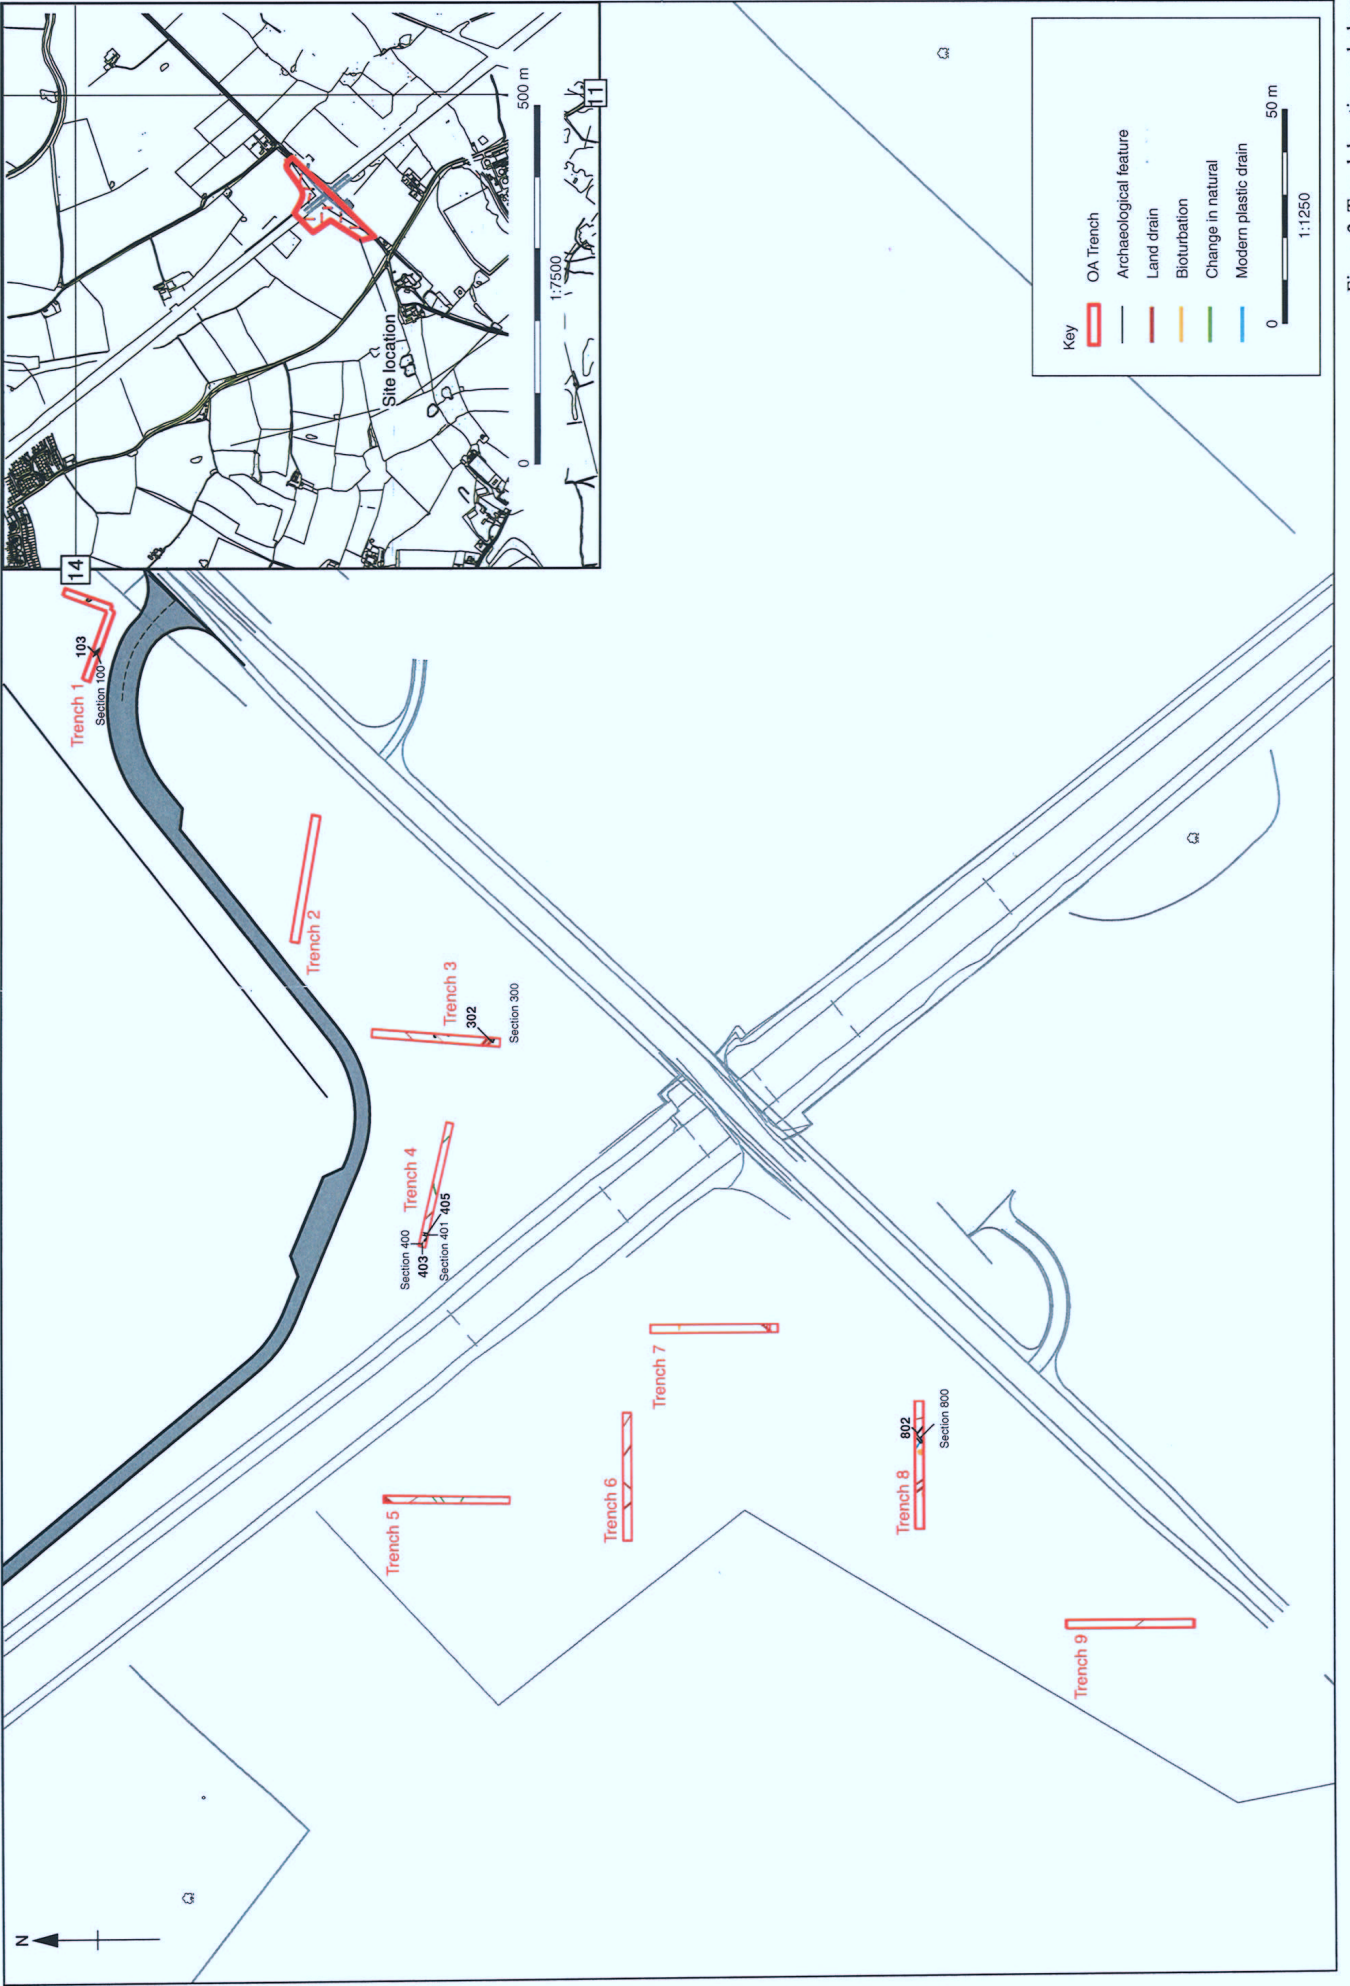 N
14
11
Site location
0
500 m
1:7500
Trench 1
103
Section 100
Trench 2
Trench 3
302
Section 300
Trench 4
Section 400
403
405
Section 401
Trench 5
Trench 6
Trench 7
Trench 8
802
Section 800
Trench 9
Key
OA Trench
Archaeological feature
Land drain
Bioturbation
Change in natural
Modern plastic drain
0
50 m
1:1250